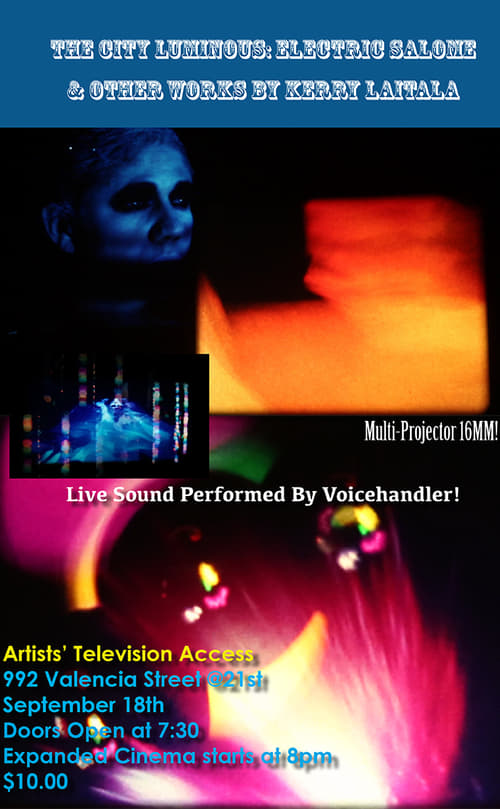 THE CITY LUMINOUS: ELECTRIC SALOME
& OTHER WORKS BY KERRY LAITALA
Multi-Projector 16MM!
Live Sound Performed By Voicehandler!
Artists' Television Access
992 Valencia Street @21st
September 18th
Doors Open at 7:30
Expanded Cinema starts at 8pm
$10.00